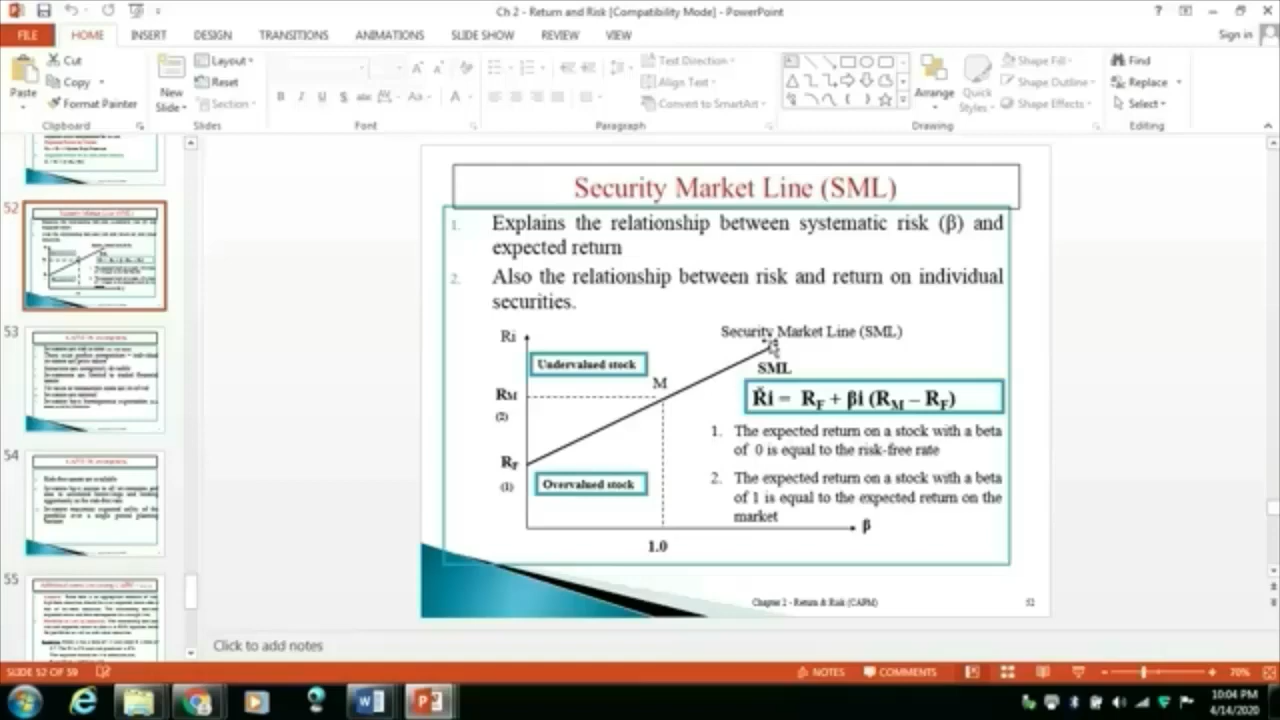 Ch 2 - Return and Risk [Compatibility Mode] - PowerPoint
?
Sign in
FILE HOME INSERT DESIGN TRANSITIONS ANIMATIONS SLIDE SHOW REVIEW VIEW
Paste
Cut
Copy
Format Painter
Clipboard
New
Slide
Layout
Reset
Section
Slides
B I U S abc AV Aa A
Font
Text Direction
Align Text
Convert to SmartArt
Paragraph
Arrange
Quick
Styles
Shape Fill
Shape Outline
Shape Effects
Drawing
Find
Replace
Select
Editing
52
53
54
55
Security Market Line (SML)
1. Explains the relationship between systematic risk (β) and
expected return
2. Also the relationship between risk and return on individual
securities.
Ri
Security Market Line (SML)
Undervalued stock
SML
M
RM
(2)
Ři = RF + βi (RM – RF)
1. The expected return on a stock with a beta
of 0 is equal to the risk-free rate
RF
(1)
Overvalued stock
2. The expected return on a stock with a beta
of 1 is equal to the expected return on the
market
β
1.0
Chapter 2 - Return & Risk (CAPM)
52
Click to add notes
SLIDE 52 OF 59
NOTES
COMMENTS
70%
10:04 PM
4/14/2020